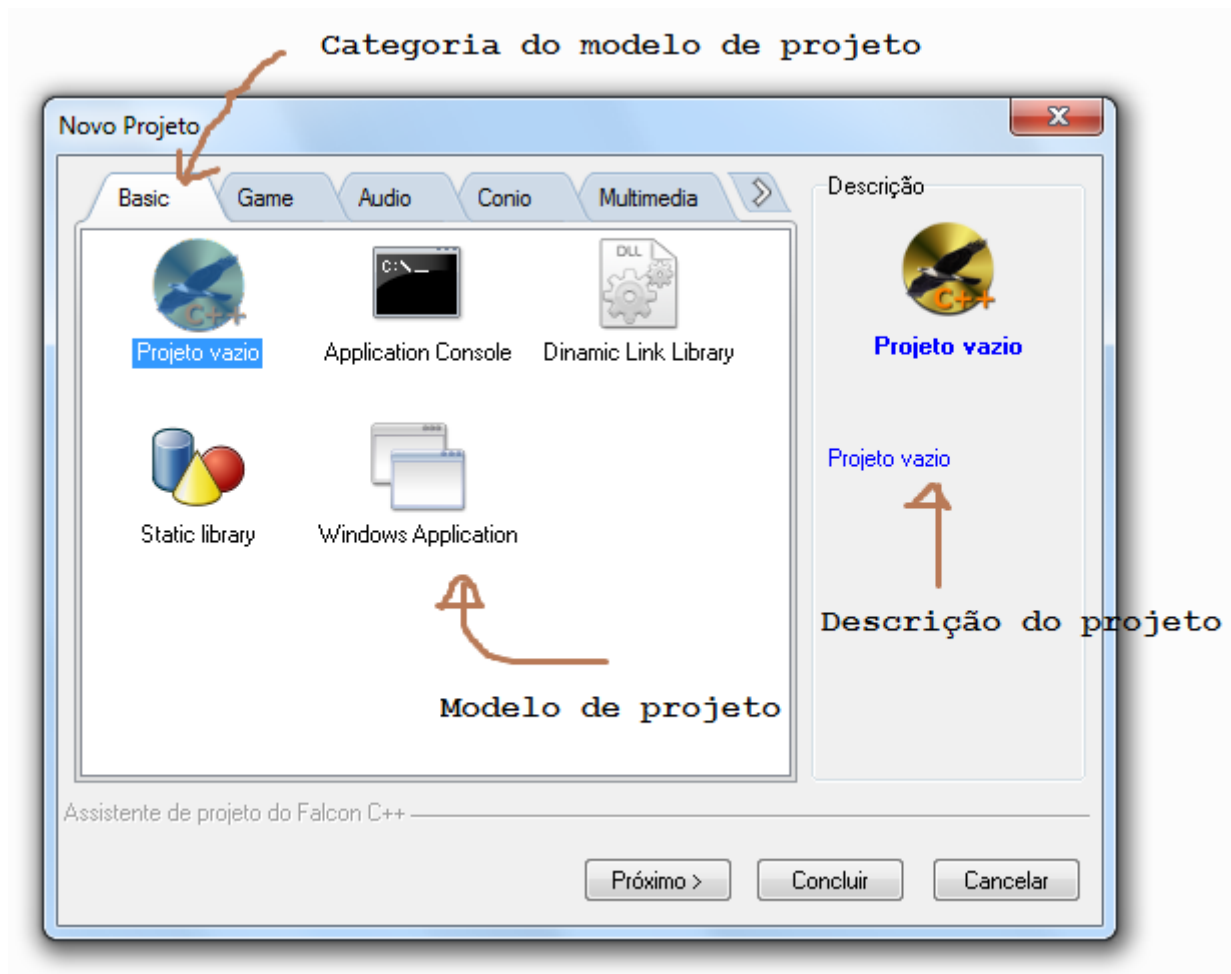 Categoria do modelo de projeto
Novo Projeto
Basic Game Audio Conio Multimedia
Descrição
DLL
C:\_
C++
C++
Projeto vazio Application Console Dinamic Link Library
Projeto vazio
Projeto vazio
Static library Windows Application
Descrição do projeto
Modelo de projeto
Assistente de projeto do Falcon C++
Próximo > Concluir Cancelar